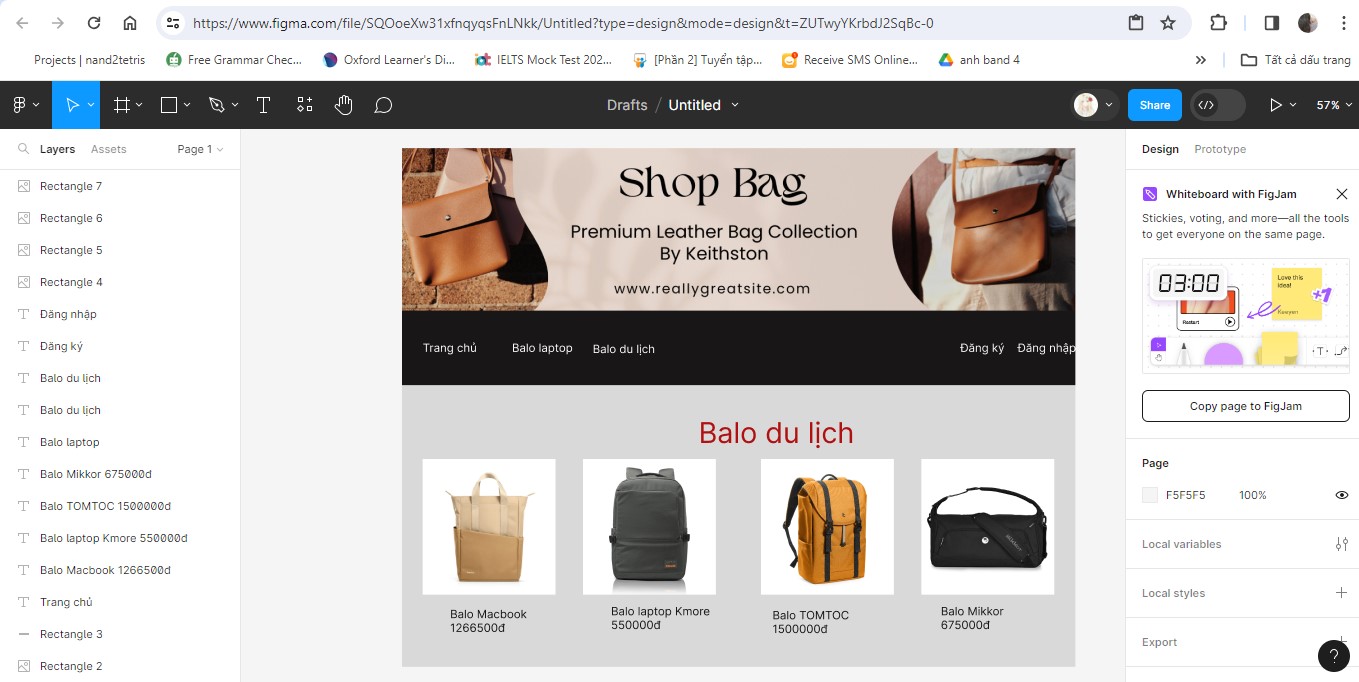 https://www.figma.com/file/SQOoeXw31xfnqyqsFnLNkk/Untitled?type=design&mode=design&t=ZUTwyYKrbdJ2SqBc-0
Projects | nand2tetris
Free Grammar Chec...
Oxford Learner's Di...
IELTS Mock Test 202...
[Phần 2] Tuyển tập...
Receive SMS Online...
anh band 4
»
Tất cả dấu trang
Drafts / Untitled
Share
57%
Layers
Assets
Page 1
Rectangle 7
Rectangle 6
Rectangle 5
Rectangle 4
Đăng nhập
Đăng ký
Balo du lịch
Balo du lịch
Balo laptop
Balo Mikkor 675000đ
Balo TOMTOC 1500000đ
Balo laptop Kmore 550000đ
Balo Macbook 1266500đ
Trang chủ
Rectangle 3
Rectangle 2
Shop Bag
Premium Leather Bag Collection
By Keithston
www.reallygreatsite.com
Trang chủ
Balo laptop
Balo du lịch
Đăng ký
Đăng nhập
Balo du lịch
Balo Macbook
1266500đ
Balo laptop Kmore
550000đ
Balo TOMTOC
1500000đ
Balo Mikkor
675000đ
Design
Prototype
Whiteboard with FigJam
Stickies, voting, and more—all the tools
to get everyone on the same page.
03:00
Restart
Love this
idea!
+1
T
Copy page to FigJam
Page
F5F5F5
100%
Local variables
Local styles
Export
?